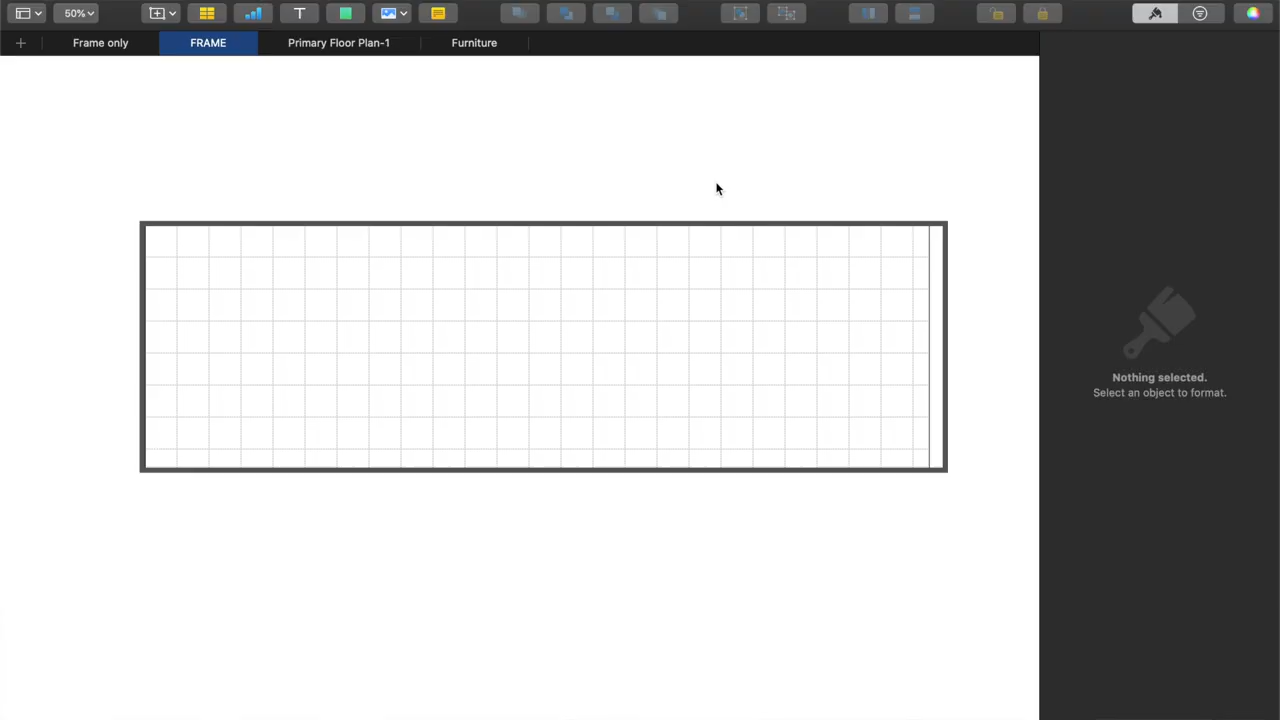 50%
T
Frame only
FRAME
Primary Floor Plan-1
Furniture
Nothing selected.
Select an object to format.